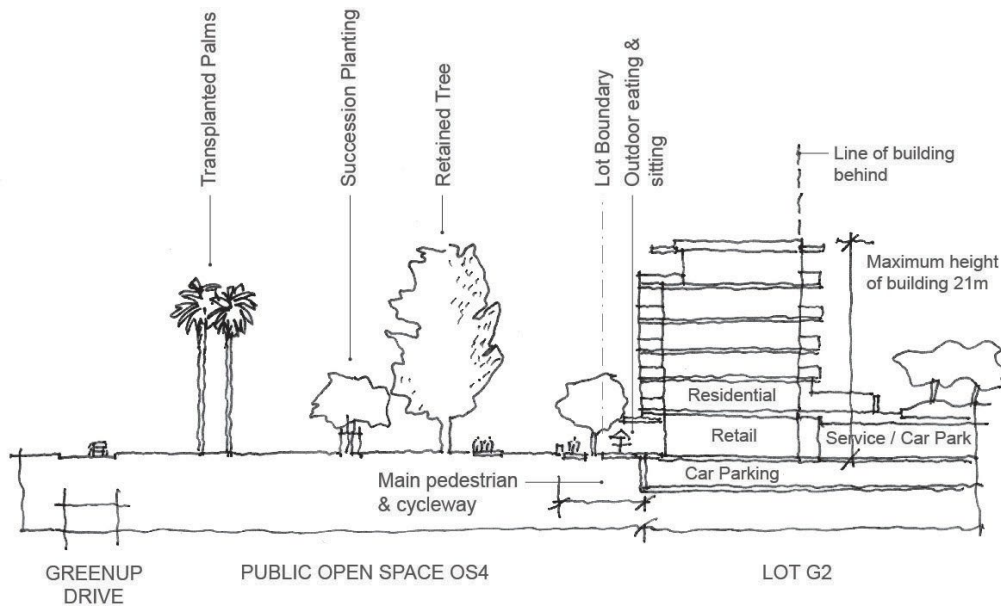 Transplanted Palms
Succession Planting
Retained Tree
Lot Boundary
Outdoor eating &
sitting
Line of building
behind
Maximum height
of building 21m
Residential
Retail
Service / Car Park
Car Parking
Main pedestrian
& cycleway
GREENUP
DRIVE
PUBLIC OPEN SPACE OS4
LOT G2